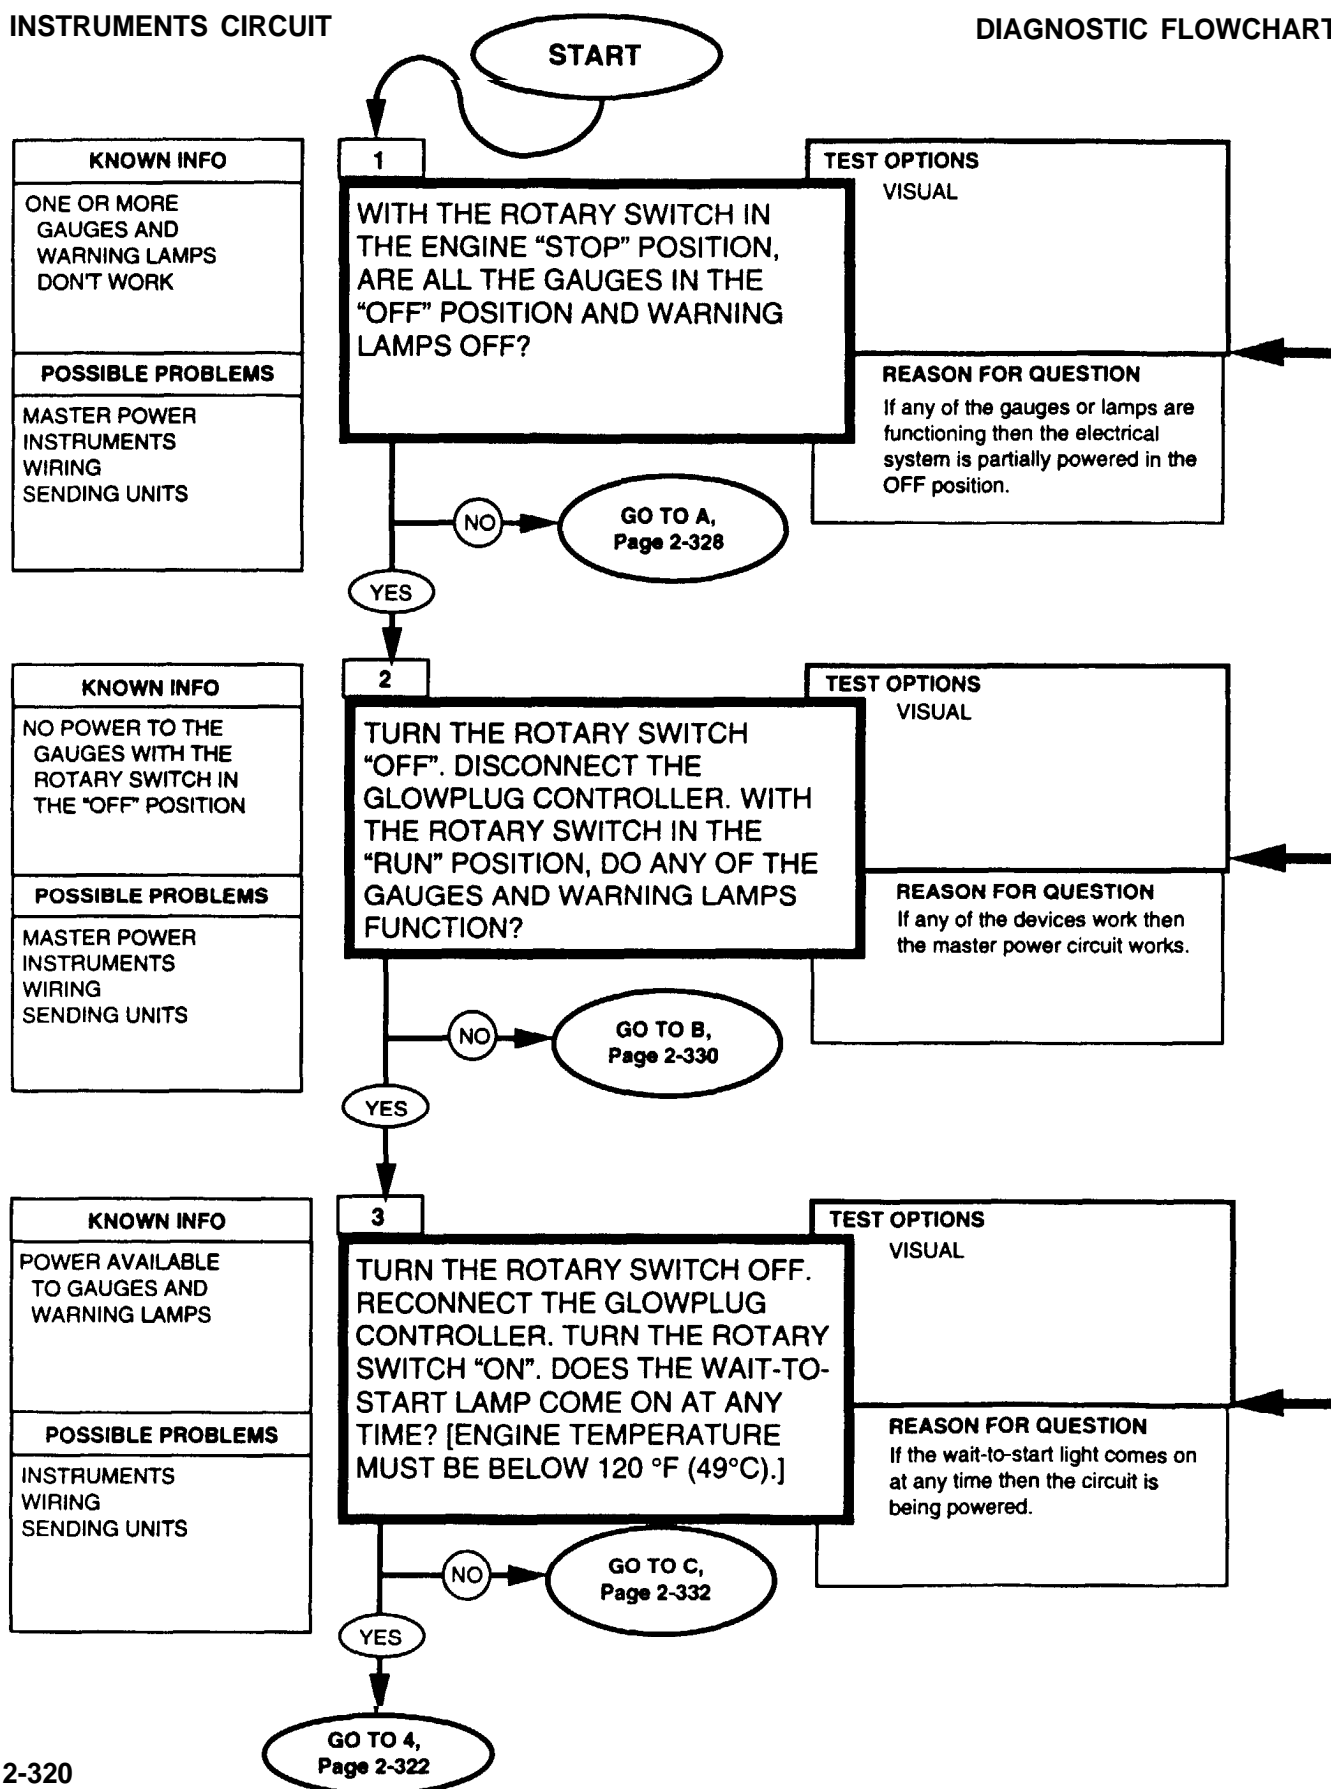 INSTRUMENTS CIRCUIT
DIAGNOSTIC FLOWCHART
START
KNOWN INFO
ONE OR MORE
GAUGES AND
WARNING LAMPS
DON'T WORK
POSSIBLE PROBLEMS
MASTER POWER
INSTRUMENTS
WIRING
SENDING UNITS
1
WITH THE ROTARY SWITCH IN
THE ENGINE “STOP” POSITION,
ARE ALL THE GAUGES IN THE
“OFF” POSITION AND WARNING
LAMPS OFF?
TEST OPTIONS
VISUAL
REASON FOR QUESTION
If any of the gauges or lamps are
functioning then the electrical
system is partially powered in the
OFF position.
NO
GO TO A,
Page 2-328
YES
KNOWN INFO
NO POWER TO THE
GAUGES WITH THE
ROTARY SWITCH IN
THE “OFF” POSITION
POSSIBLE PROBLEMS
MASTER POWER
INSTRUMENTS
WIRING
SENDING UNITS
2
TURN THE ROTARY SWITCH
“OFF”. DISCONNECT THE
GLOWPLUG CONTROLLER. WITH
THE ROTARY SWITCH IN THE
“RUN” POSITION, DO ANY OF THE
GAUGES AND WARNING LAMPS
FUNCTION?
TEST OPTIONS
VISUAL
REASON FOR QUESTION
If any of the devices work then
the master power circuit works.
NO
GO TO B,
Page 2-330
YES
KNOWN INFO
POWER AVAILABLE
TO GAUGES AND
WARNING LAMPS
POSSIBLE PROBLEMS
INSTRUMENTS
WIRING
SENDING UNITS
3
TURN THE ROTARY SWITCH OFF.
RECONNECT THE GLOWPLUG
CONTROLLER. TURN THE ROTARY
SWITCH “ON”. DOES THE WAIT-TO-
START LAMP COME ON AT ANY
TIME? [ENGINE TEMPERATURE
MUST BE BELOW 120 °F (49°C).]
TEST OPTIONS
VISUAL
REASON FOR QUESTION
If the wait-to-start light comes on
at any time then the circuit is
being powered.
NO
GO TO C,
Page 2-332
YES
GO TO 4,
Page 2-322
2-320